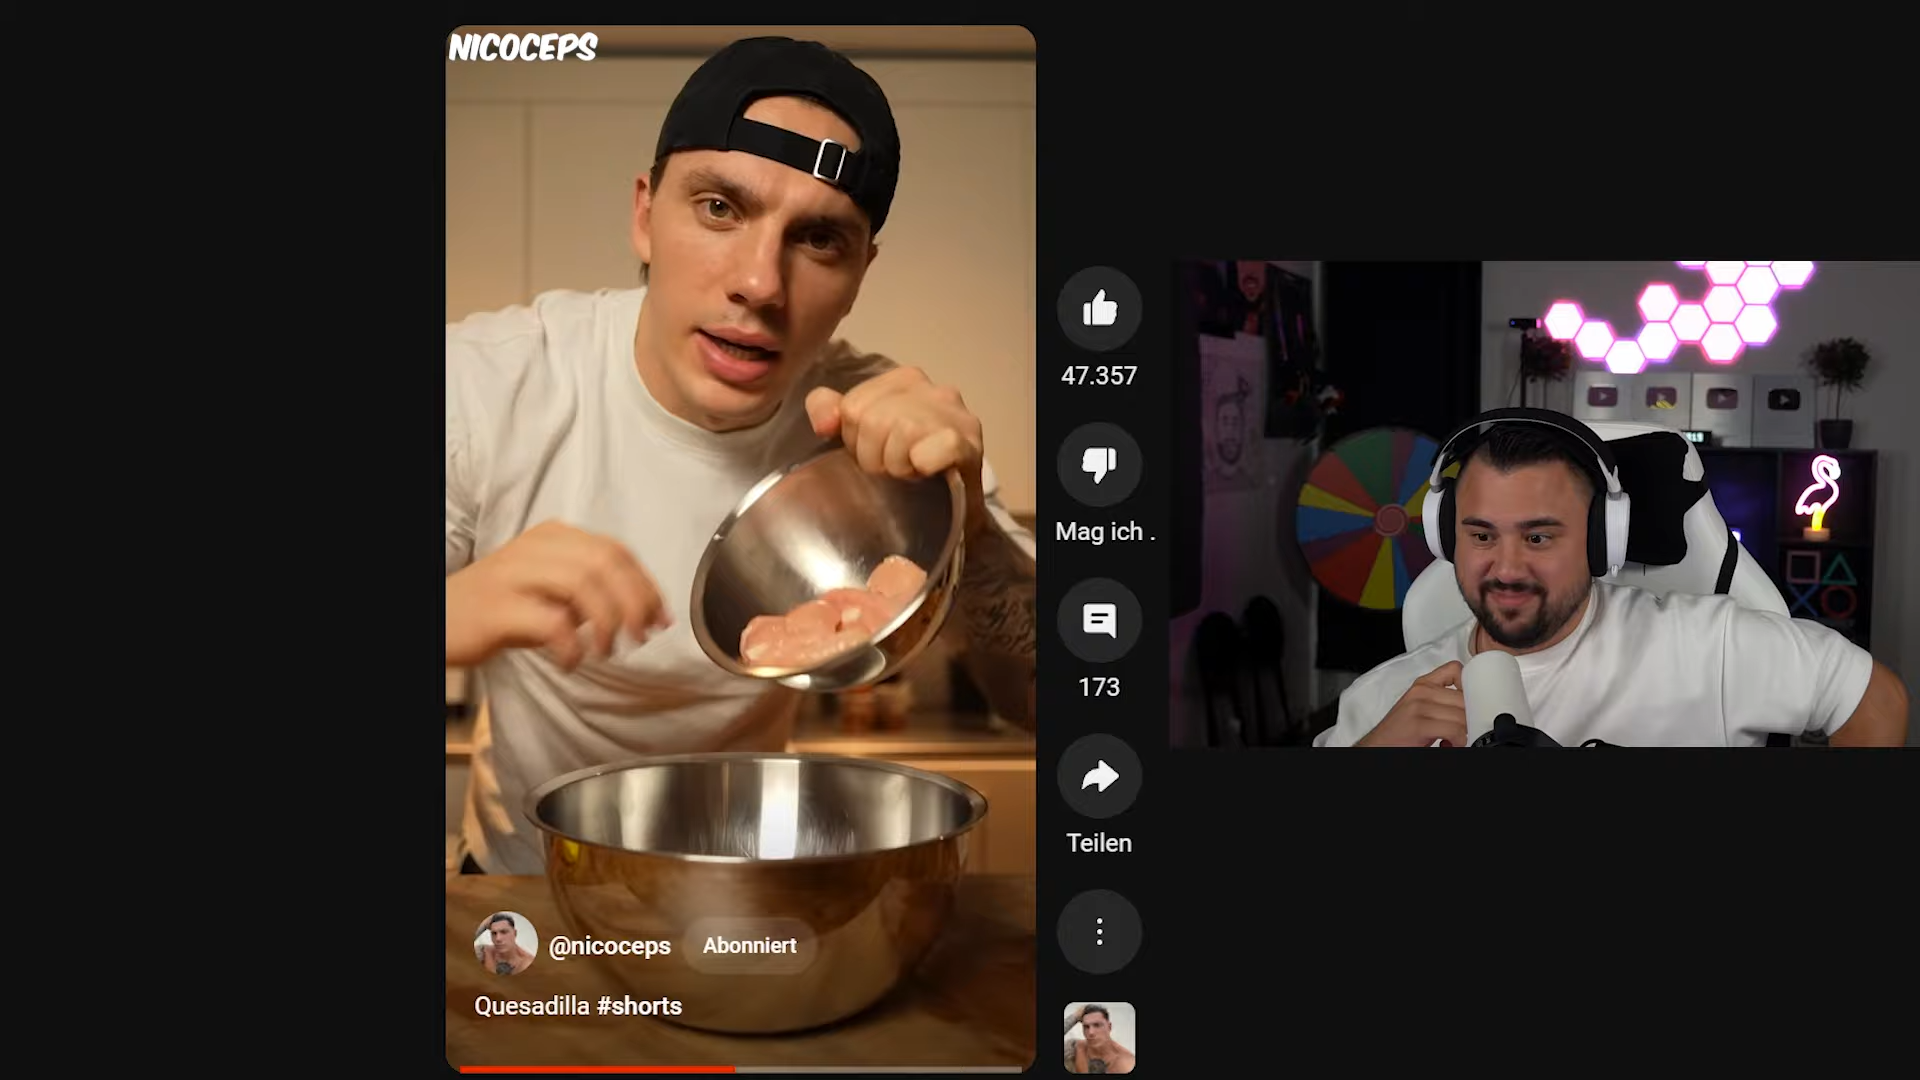 NICOCEPS
47.357
Mag ich .
173
Teilen
@nicoceps Abonniert
Quesadilla #shorts